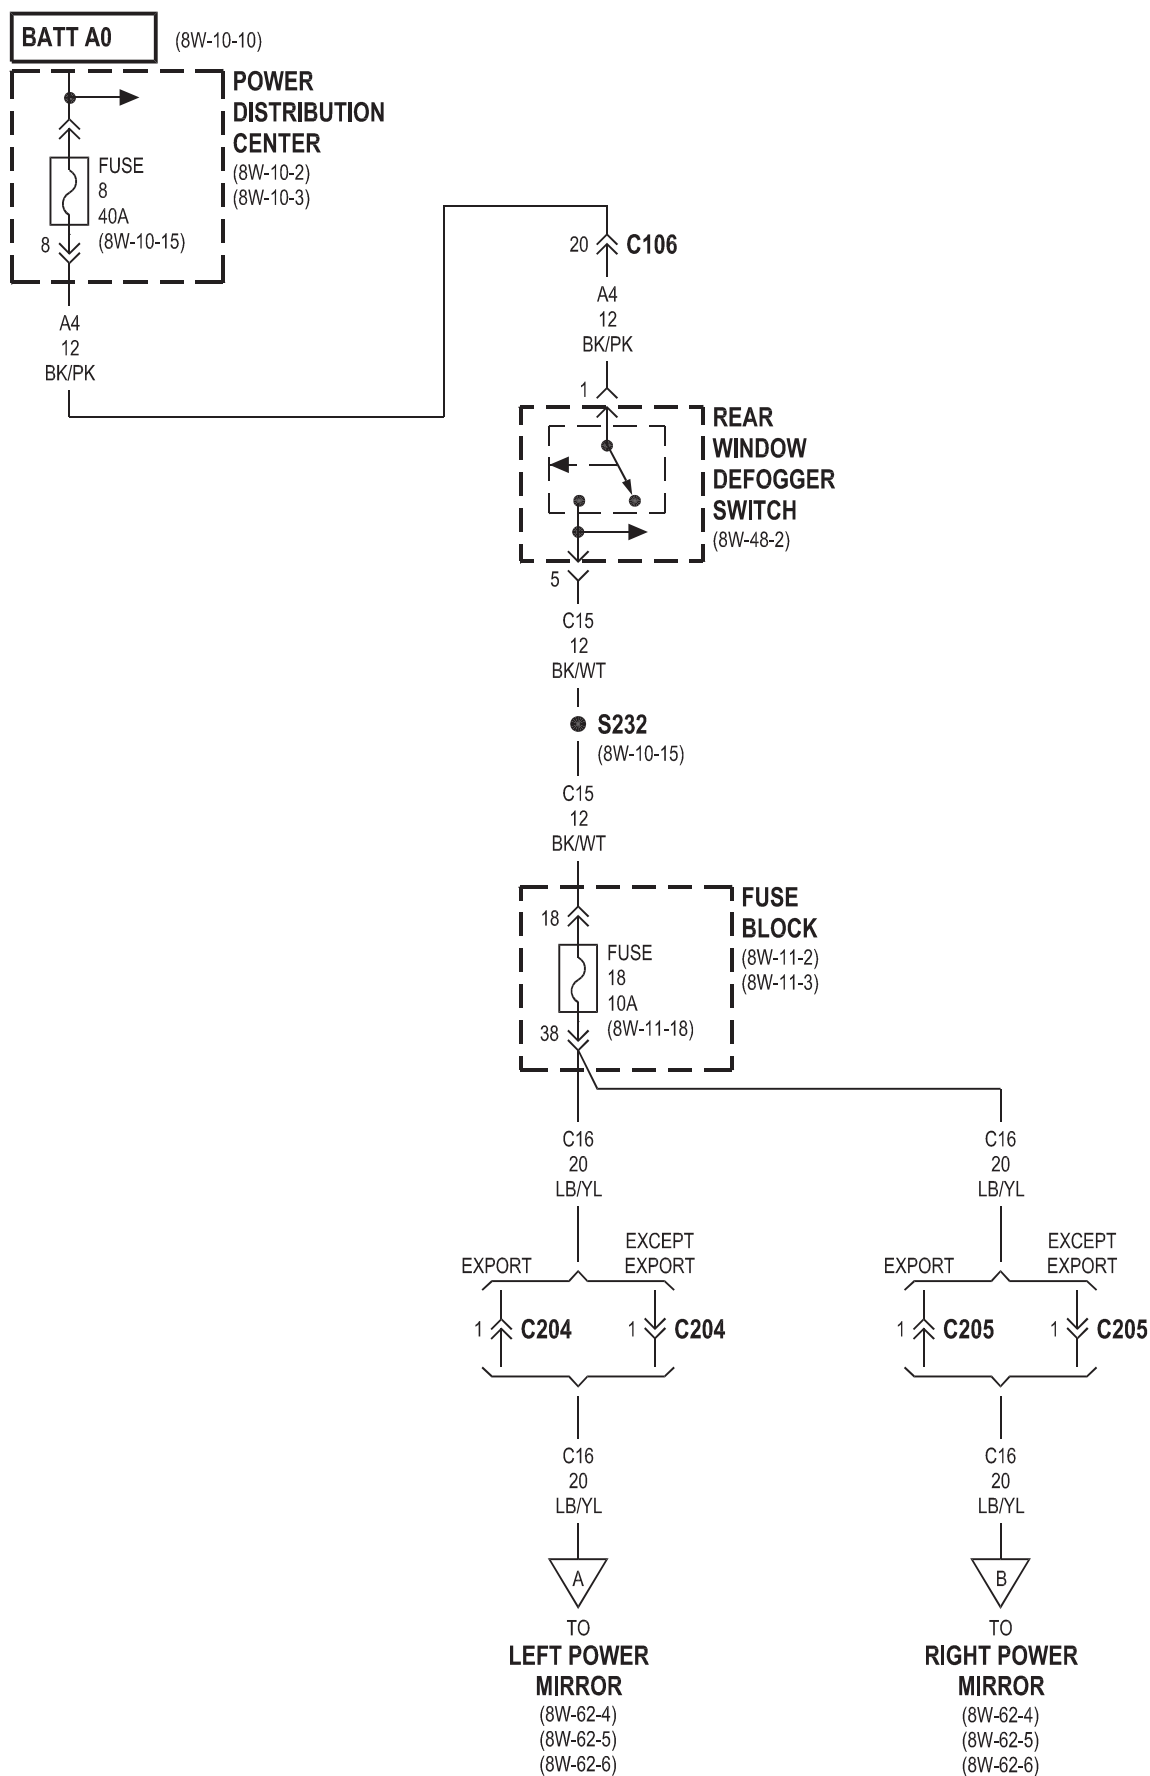 BATT A0
(8W-10-10)
POWER
DISTRIBUTION
CENTER
(8W-10-2)
(8W-10-3)
FUSE
8
40A
(8W-10-15)
8
A4
12
BK/PK
20
C106
A4
12
BK/PK
1
REAR
WINDOW
DEFOGGER
SWITCH
(8W-48-2)
5
C15
12
BK/WT
S232
(8W-10-15)
C15
12
BK/WT
FUSE
BLOCK
(8W-11-2)
(8W-11-3)
18
FUSE
18
10A
(8W-11-18)
38
C16
20
LB/YL
C16
20
LB/YL
EXPORT
EXCEPT
EXPORT
EXPORT
EXCEPT
EXPORT
1
C204
1
C204
1
C205
1
C205
C16
20
LB/YL
C16
20
LB/YL
A
TO
LEFT POWER
MIRROR
(8W-62-4)
(8W-62-5)
(8W-62-6)
B
TO
RIGHT POWER
MIRROR
(8W-62-4)
(8W-62-5)
(8W-62-6)